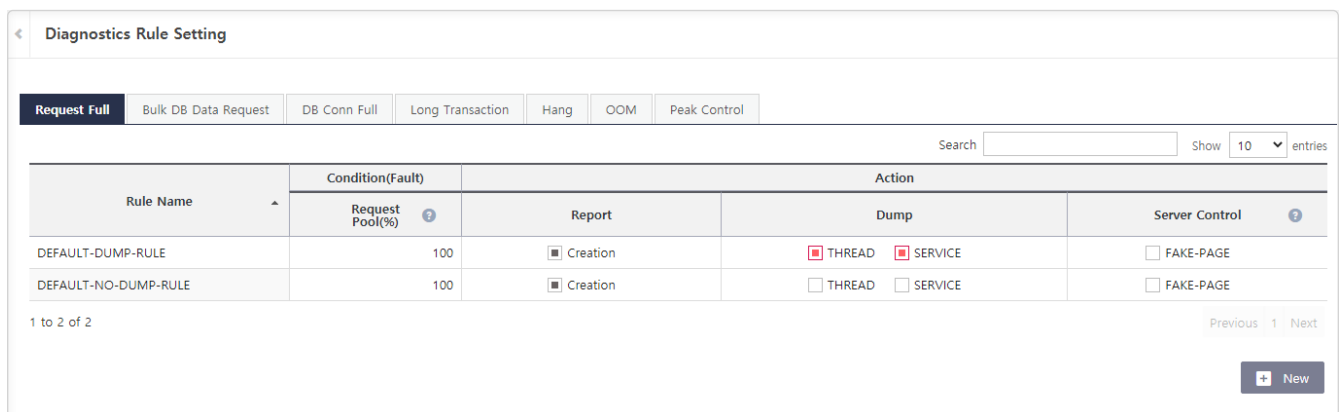 Diagnostics Rule Setting
Request Full Bulk DB Data Request DB Conn Full Long Transaction Hang OOM Peak Control
Search Show 10 entries
Rule Name Condition(Fault) Action
Request Pool(%) ? Report Dump Server Control ?
DEFAULT-DUMP-RULE 100 Creation THREAD SERVICE FAKE-PAGE
DEFAULT-NO-DUMP-RULE 100 Creation THREAD SERVICE FAKE-PAGE
1 to 2 of 2 Previous 1 Next
+ New